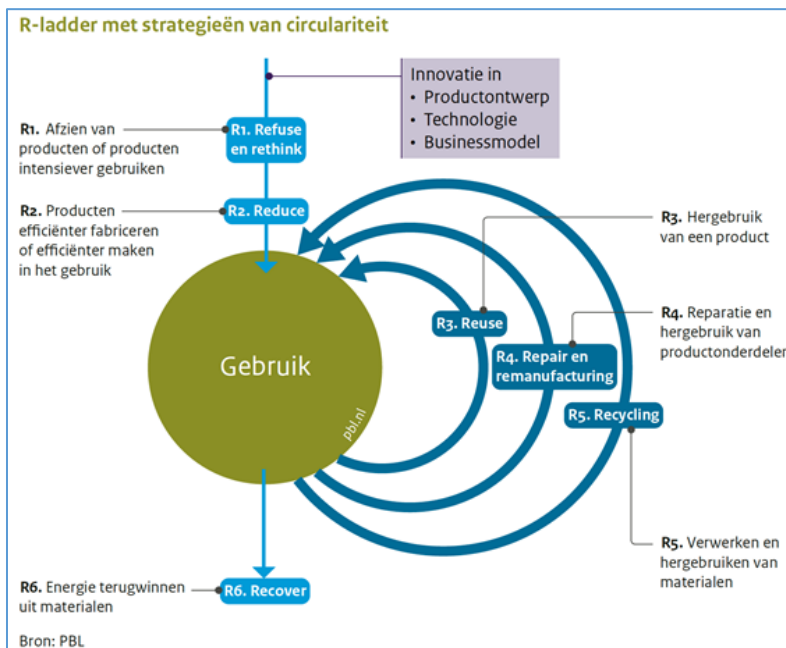 R-ladder met strategieën van circulariteit
Innovatie in
• Productontwerp
• Technologie
• Businessmodel
R1. Afzien van
producten of producten
intensiever gebruiken
R1. Refuse
en rethink
R2. Producten
efficiënter fabriceren
of efficiënter maken
in het gebruik
R2. Reduce
R3. Hergebruik
van een product
R3. Reuse
R4. Reparatie en
hergebruik van
productonderdelen
R4. Repair en
remanufacturing
Gebruik
pbl.nl
R5. Recycling
R5. Verwerken en
hergebruiken van
materialen
R6. Energie terugwinnen
uit materialen
R6. Recover
Bron: PBL